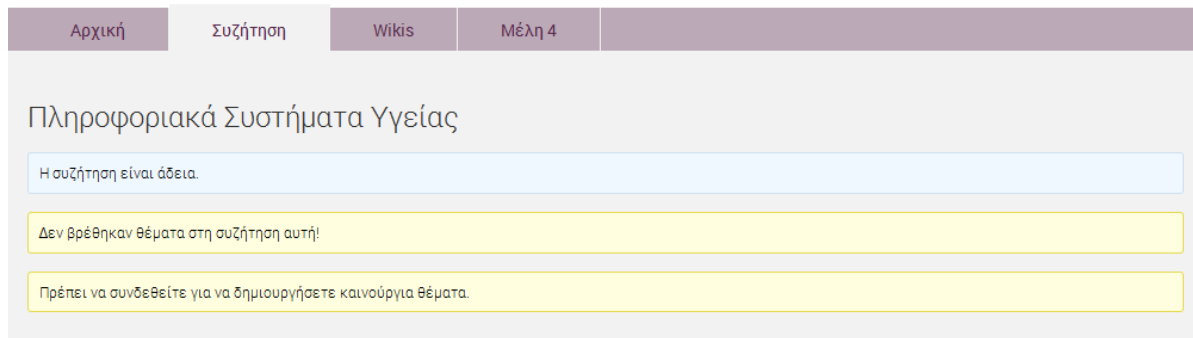 Αρχική Συζήτηση Wikis Μέλη 4
Πληροφοριακά Συστήματα Υγείας
Η συζήτηση είναι άδεια.
Δεν βρέθηκαν θέματα στη συζήτηση αυτή!
Πρέπει να συνδεθείτε για να δημιουργήσετε καινούργια θέματα.